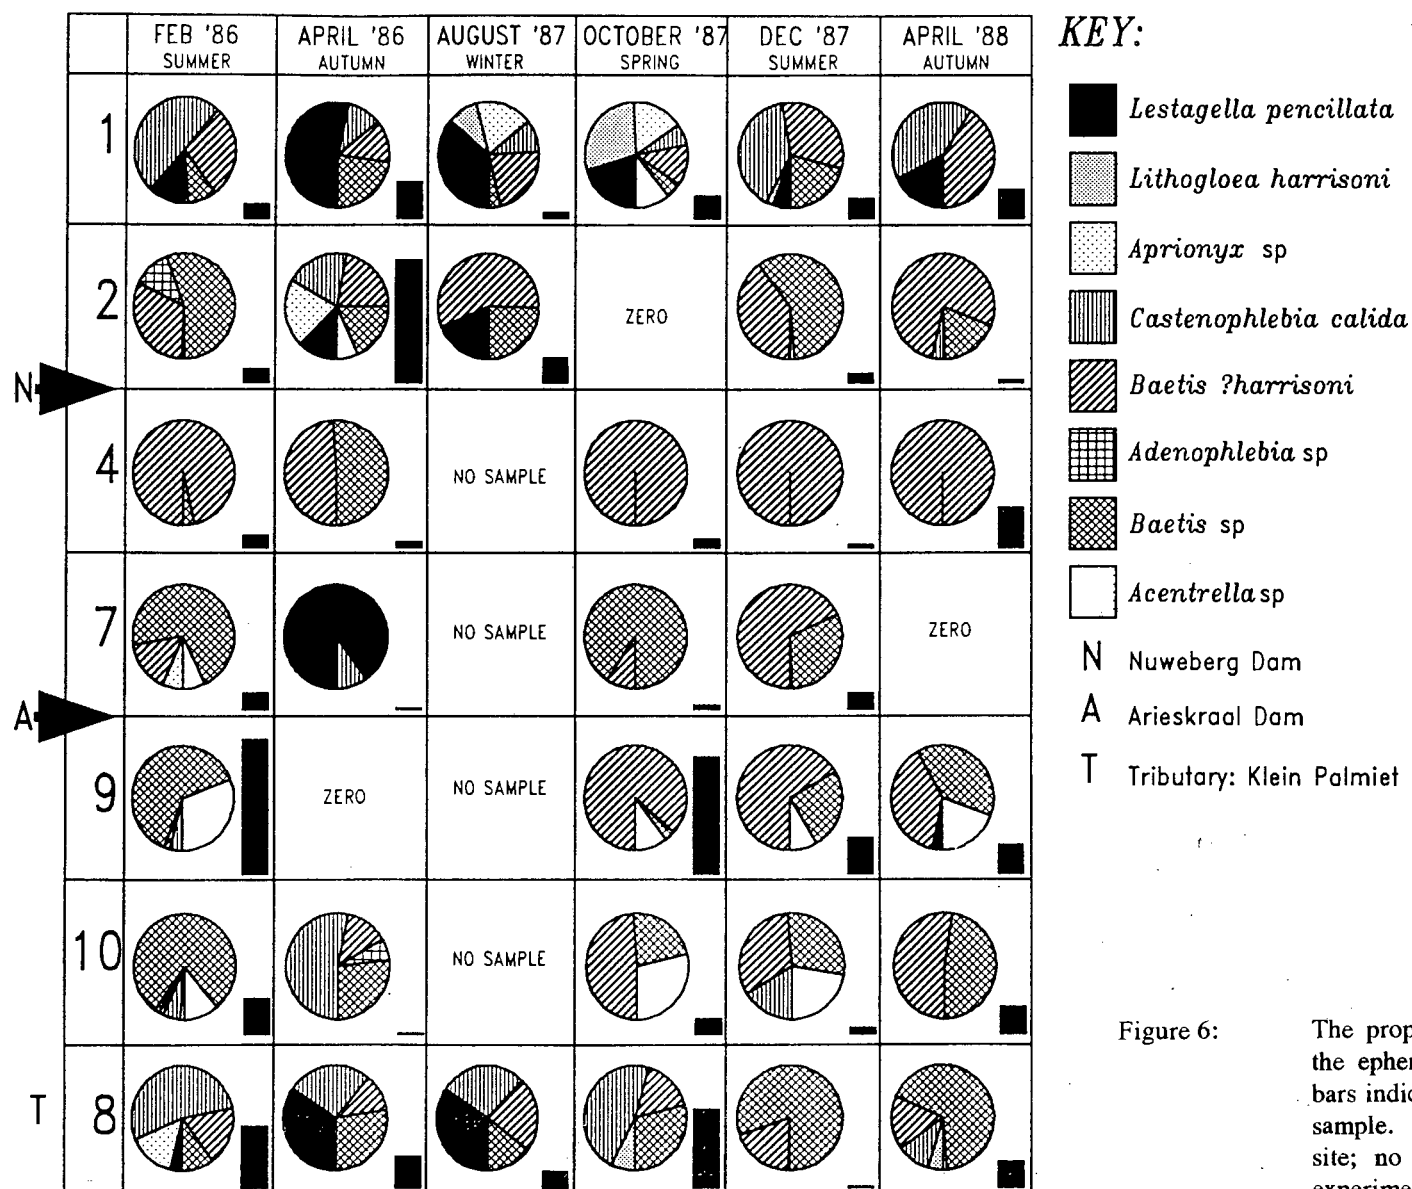 FEB '86 APRIL '86 AUGUST '87 OCTOBER '87 DEC '87 APRIL '88
SUMMER AUTUMN WINTER SPRING SUMMER AUTUMN
1
2 ZERO
N
4 NO SAMPLE
7 NO SAMPLE ZERO
A
9 ZERO NO SAMPLE
10 NO SAMPLE
T 8
KEY:
Lestagella pencillata
Lithogloea harrisoni
Aprionyx sp
Castenophlebia calida
Baetis ?harrisoni
Adenophlebia sp
Baetis sp
Acentrella sp
N Nuweberg Dam
A Arieskraal Dam
T Tributary: Klein Palmiet
Figure 6: The prop
the epher
bars indic
sample.
site; no